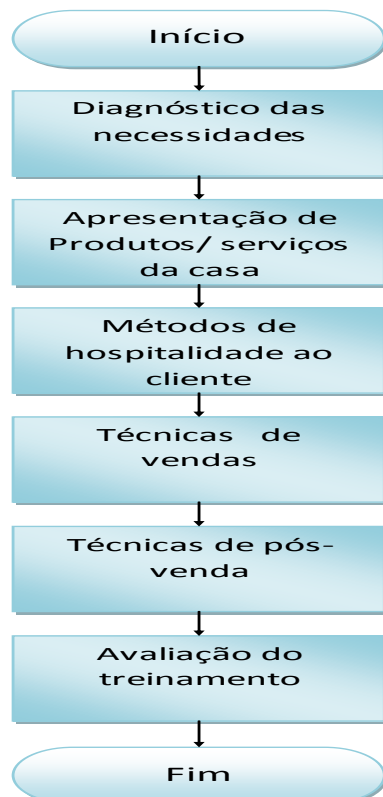 Início
Diagnóstico das
necessidades
Apresentação de
Produtos/ serviços
da casa
Métodos de
hospitalidade ao
cliente
Técnicas de
vendas
Técnicas de pós-
venda
Avaliação do
treinamento
Fim